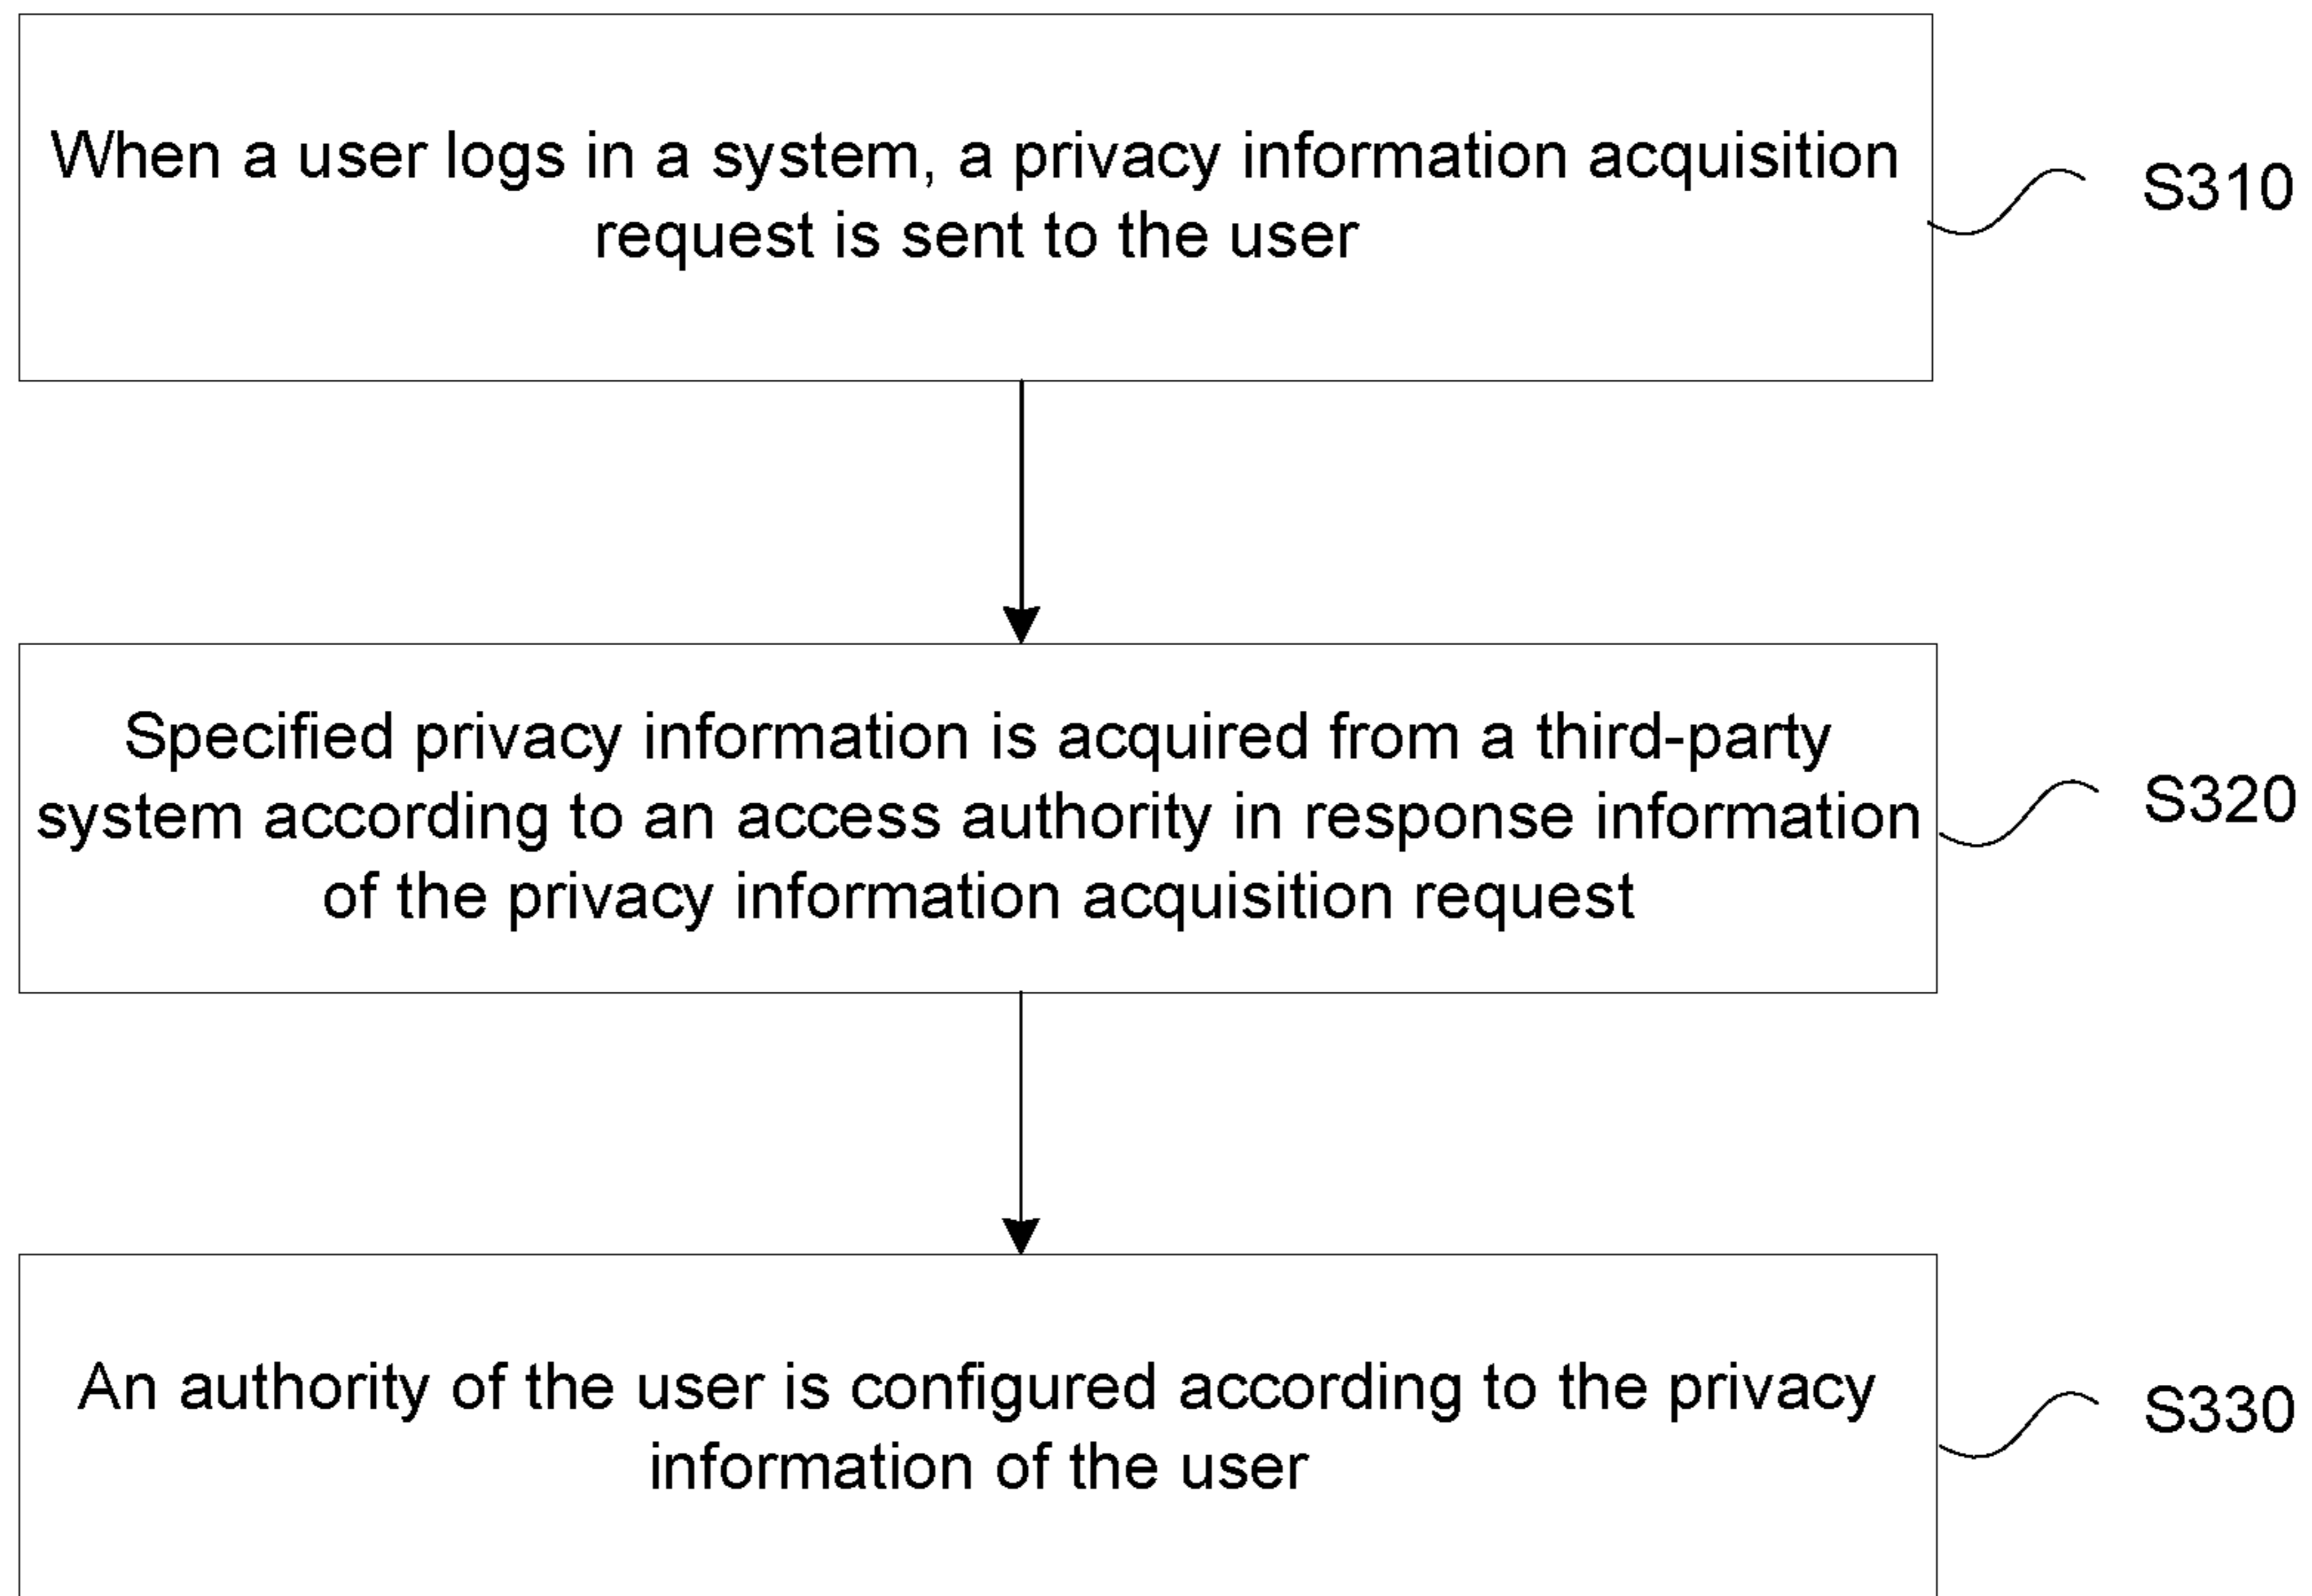 When a user logs in a system, a privacy information acquisition
request is sent to the user
S310
Specified privacy information is acquired from a third-party
system according to an access authority in response information
of the privacy information acquisition request
S320
An authority of the user is configured according to the privacy
information of the user
S330